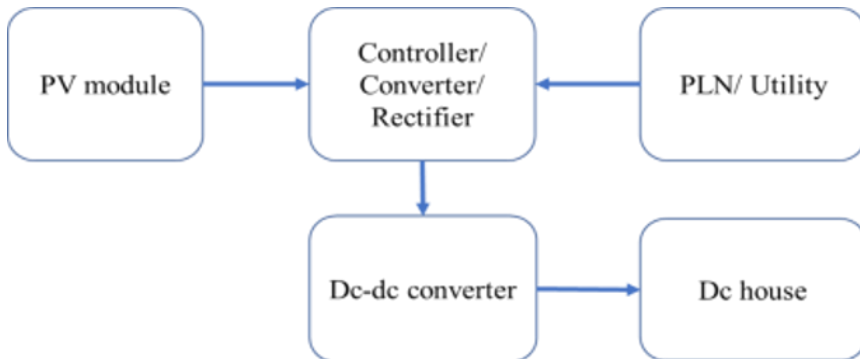 PV module
Controller/
Converter/
Rectifier
PLN/ Utility
Dc-dc converter
Dc house